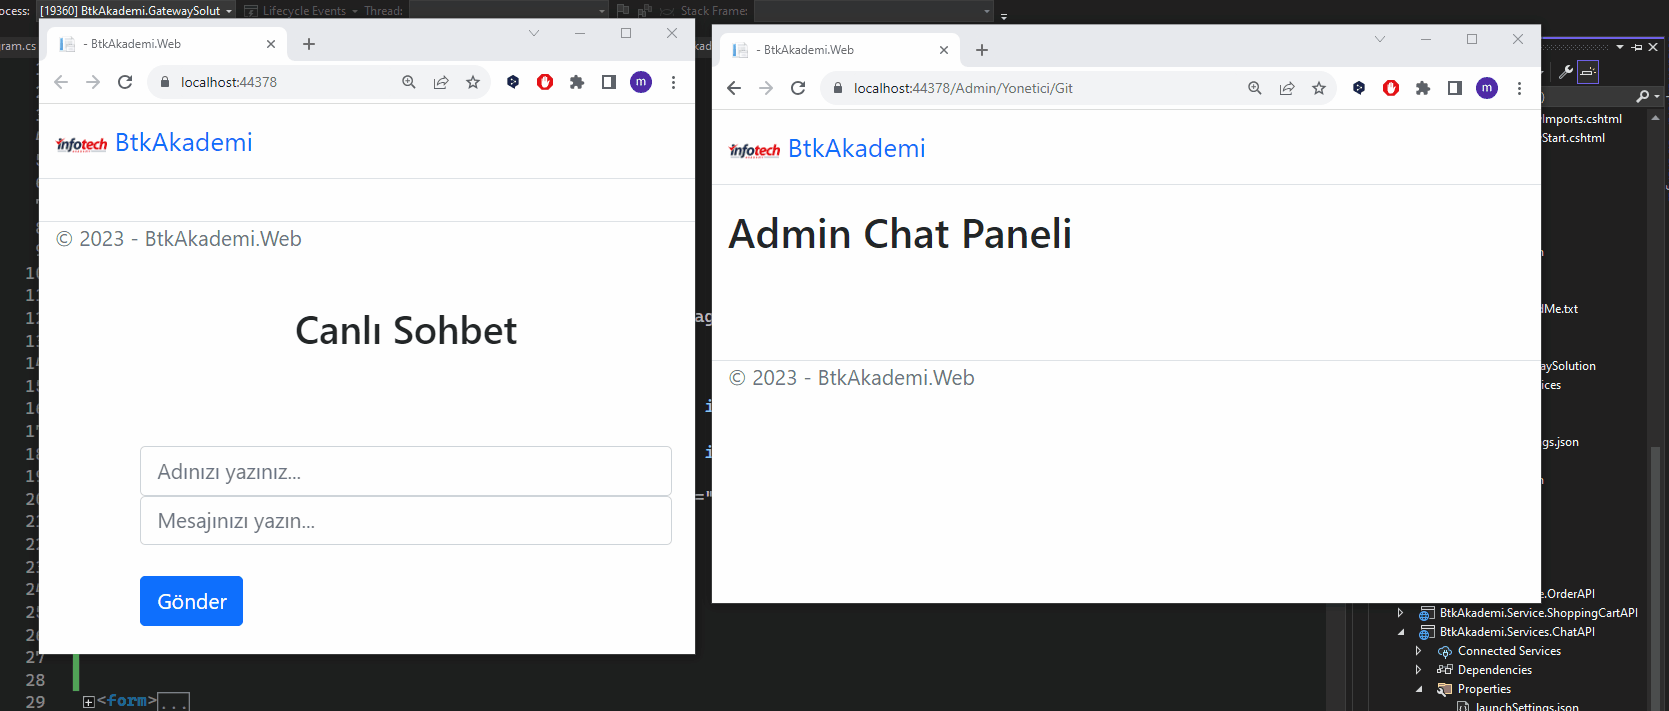 ocess: [19360] BtkAkademi.GatewaySolut Lifecycle Events Thread: Stack Frame:
ram.cs
- BtkAkademi.Web
localhost:44378
m
infotech BtkAkademi
© 2023 - BtkAkademi.Web
Canlı Sohbet
Adınızı yazınız...
Mesajınızı yazın...
Gönder
- BtkAkademi.Web
localhost:44378/Admin/Yonetici/Git
m
infotech BtkAkademi
Admin Chat Paneli
© 2023 - BtkAkademi.Web
Imports.cshtml
Start.cshtml
dMe.txt
aySolution
ices
gs.json
e.OrderAPI
BtkAkademi.Service.ShoppingCartAPI
BtkAkademi.Services.ChatAPI
Connected Services
Dependencies
Properties
launchSettings.json
27
28
29 <form>...